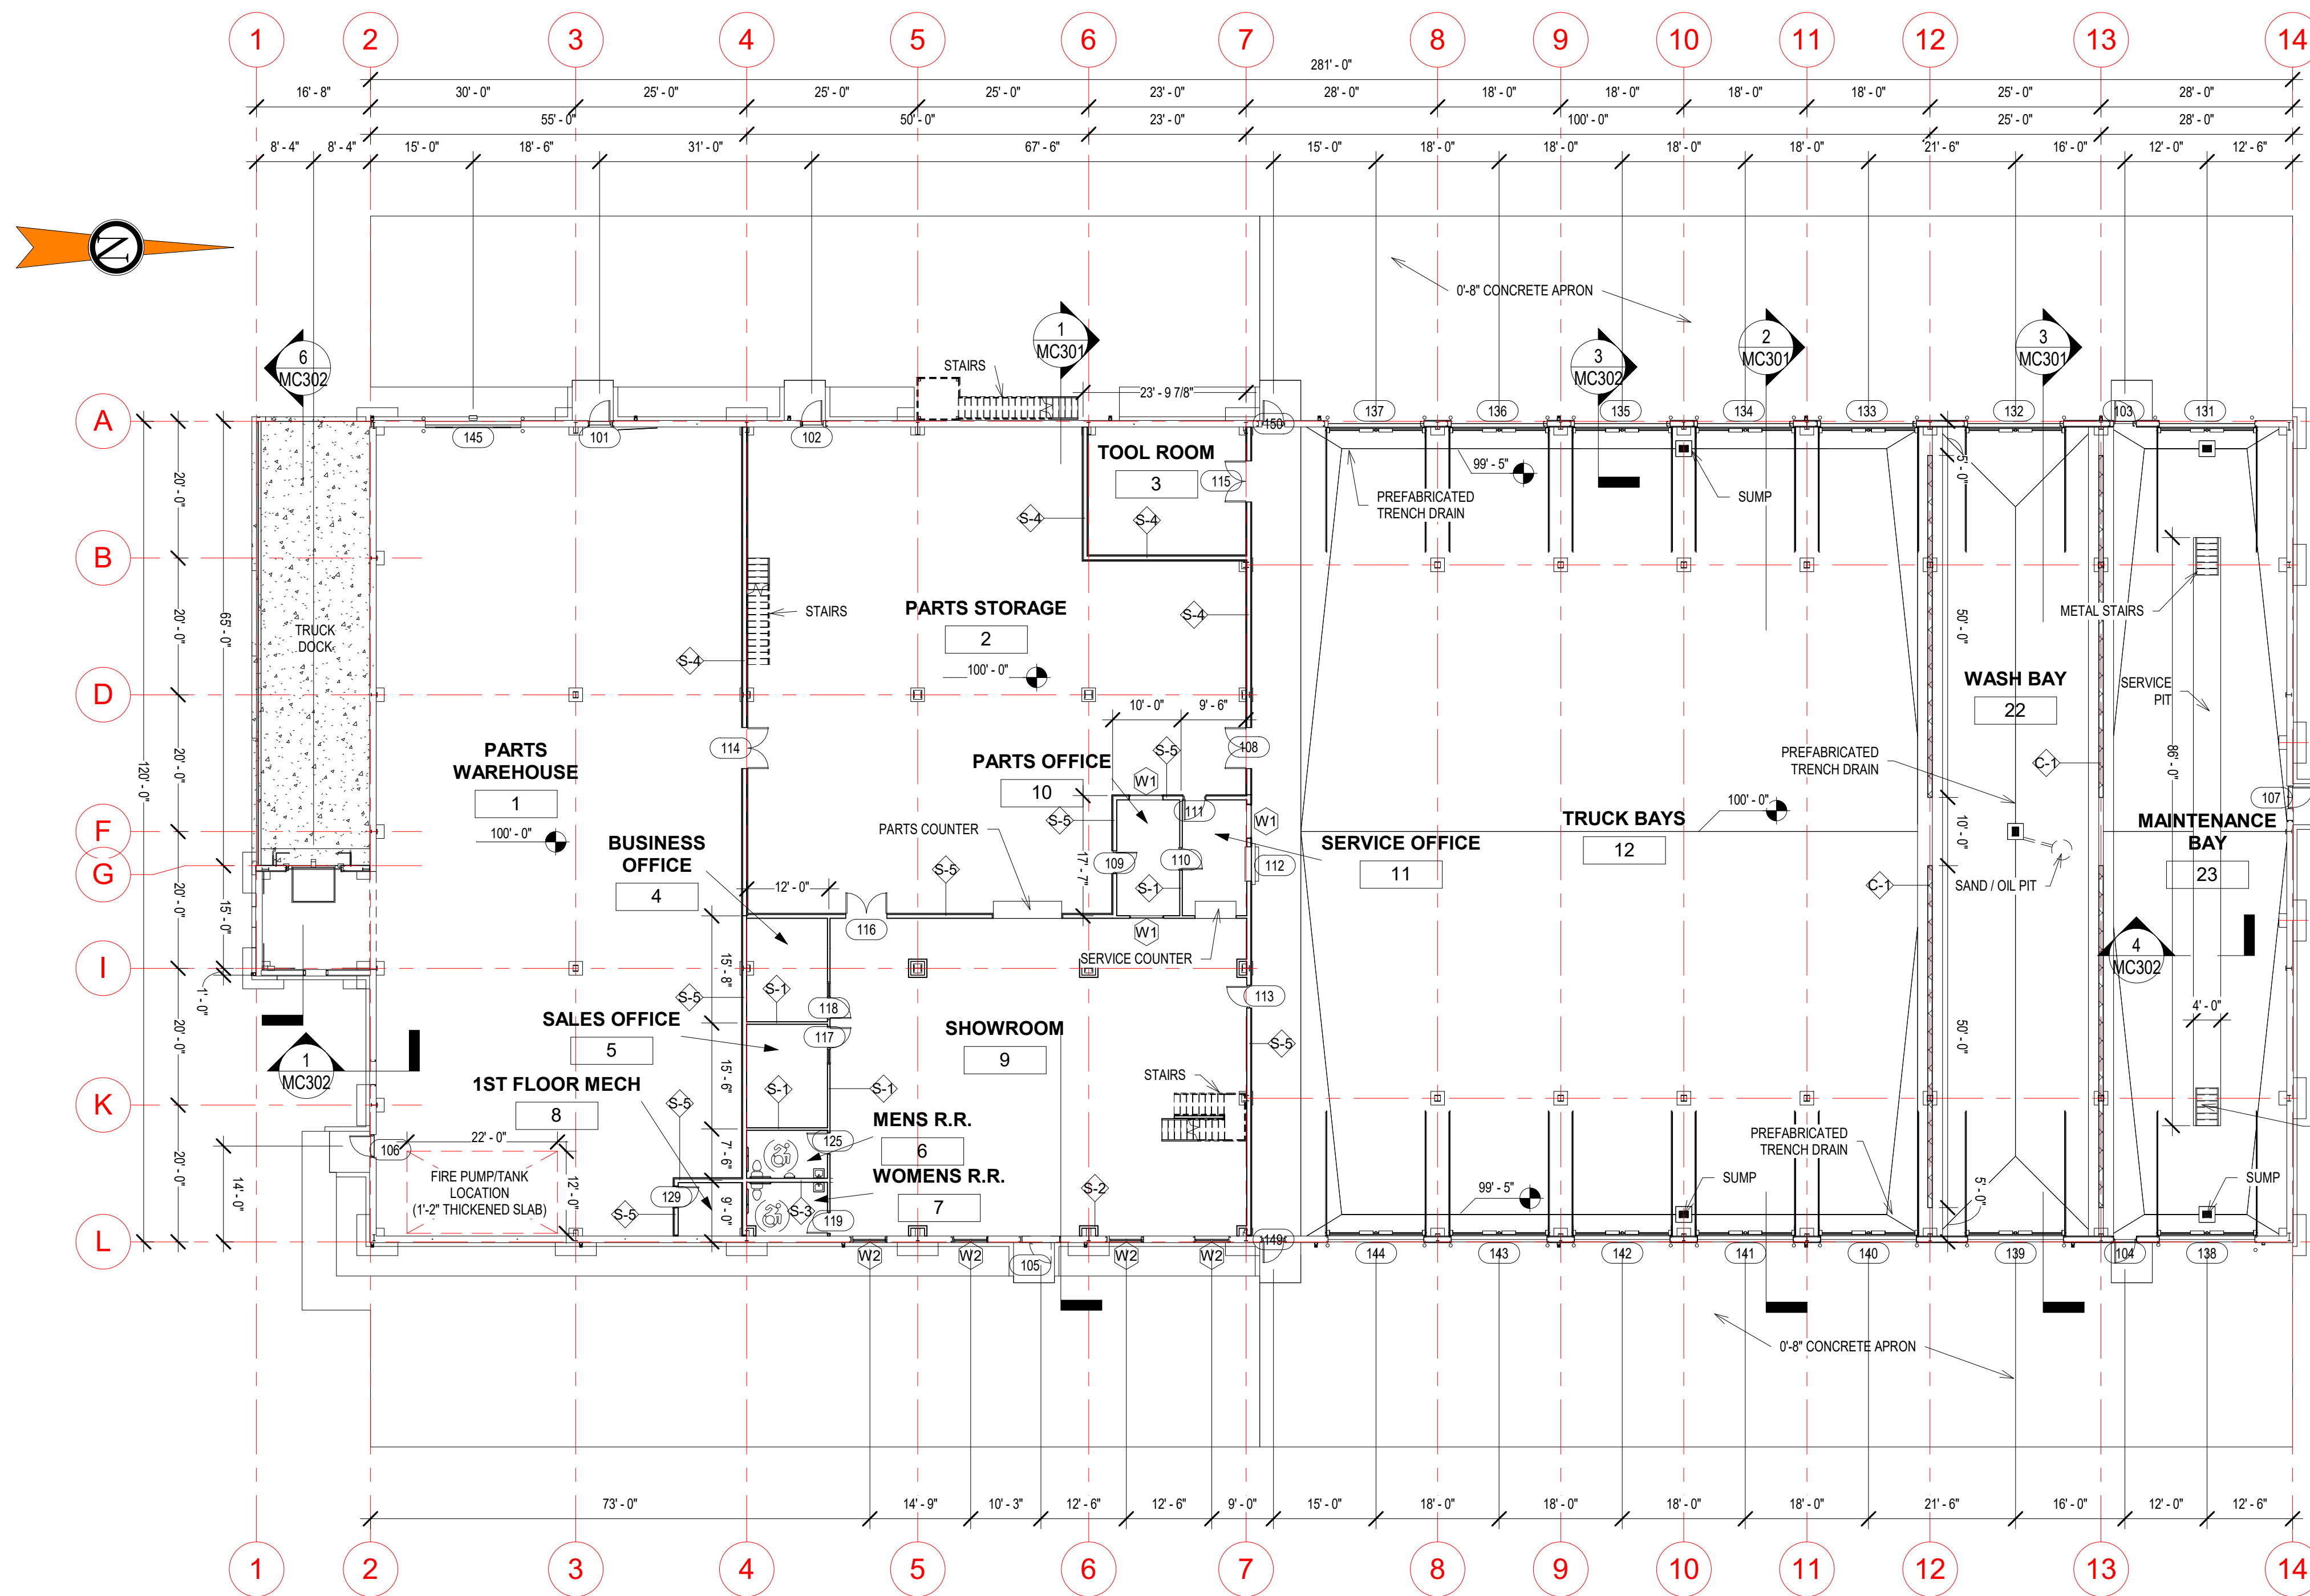 1 2 3 4 5 6 7 8 9 10 11 12 13 14
281' - 0"
16' - 8" 30' - 0" 25' - 0" 25' - 0" 25' - 0" 23' - 0" 28' - 0" 18' - 0" 18' - 0" 18' - 0" 18' - 0" 25' - 0" 28' - 0"
55' - 0" 50' - 0" 23' - 0" 100' - 0" 25' - 0" 28' - 0"
8' - 4" 8' - 4" 15' - 0" 18' - 6" 31' - 0" 67' - 6" 15' - 0" 18' - 0" 18' - 0" 18' - 0" 18' - 0" 21' - 6" 16' - 0" 12' - 0" 12' - 6"
N
0'-8" CONCRETE APRON
6
MC302
STAIRS
1
MC301
3
MC302
2
MC301
3
MC301
23' - 9 7/8"
A
145 101 102 150 137 136 135 134 133 132 103 131
TOOL ROOM
3
115
99' - 5"
PREFABRICATED
TRENCH DRAIN
SUMP
5' - 0"
20' - 0"
S-4
S-4
B
65' - 0"
TRUCK
DOCK
STAIRS
PARTS STORAGE
2
S-4
20' - 0"
50' - 0"
METAL STAIRS
S-4
100' - 0"
D
WASH BAY
22
SERVICE
PIT
10' - 0" 9' - 6"
PARTS
WAREHOUSE
1
100' - 0"
114
S-5
108
PARTS OFFICE
10
W1
20' - 0"
120' - 0"
PREFABRICATED
TRENCH DRAIN
C-1
86' - 0"
107
111
S-5
W1
PARTS COUNTER
TRUCK BAYS
12
100' - 0"
F
10' - 0"
MAINTENANCE
BAY
23
BUSINESS
OFFICE
4
109
110
17' - 7"
SERVICE OFFICE
11
112
G
S-5
S-1
12' - 0"
C-1
SAND / OIL PIT
20' - 0"
15' - 0"
116
W1
SERVICE COUNTER
4
MC302
15' - 8"
I
S-1
S-5
118
113
1' - 0"
4' - 0"
SALES OFFICE
5
117
SHOWROOM
9
S-5
50' - 0"
20' - 0"
1
MC302
15' - 6"
STAIRS
1ST FLOOR MECH
8
S-5
S-1
S-1
K
22' - 0"
106
MENS R.R.
6
125
7' - 6"
PREFABRICATED
TRENCH DRAIN
20' - 0"
14' - 0"
FIRE PUMP/TANK
LOCATION
(1'-2" THICKENED SLAB)
12' - 0"
WOMENS R.R.
7
SUMP
5' - 0"
SUMP
129
S-5
9' - 0"
S-3
119
S-2
99' - 5"
L
149 144 143 142 141 140 139 104 138
W2 W2 105 W2 W2
0'-8" CONCRETE APRON
73' - 0" 14' - 9" 10' - 3" 12' - 6" 12' - 6" 9' - 0" 15' - 0" 18' - 0" 18' - 0" 18' - 0" 18' - 0" 21' - 6" 16' - 0" 12' - 0" 12' - 6"
1 2 3 4 5 6 7 8 9 10 11 12 13 14